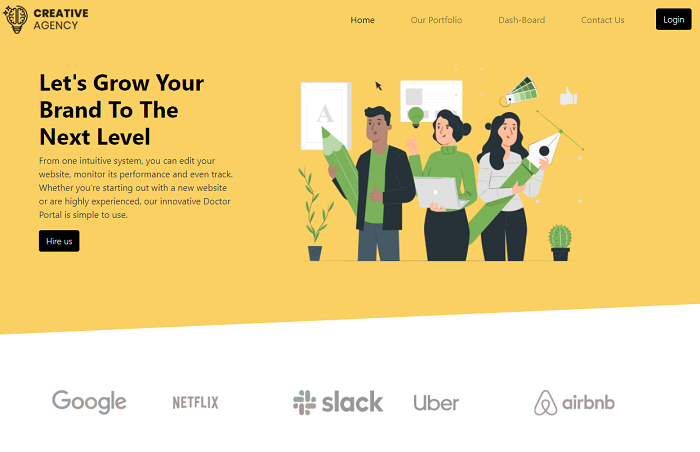 CREATIVE
AGENCY
Home
Our Portfolio
Dash-Board
Contact Us
Login
Let's Grow Your
Brand To The
Next Level
From one intuitive system, you can edit your
website, monitor its performance and even track.
Whether you're starting out with a new website
or are highly experienced, our innovative Doctor
Portal is simple to use.
Hire us
A
Google
NETFLIX
slack
Uber
airbnb